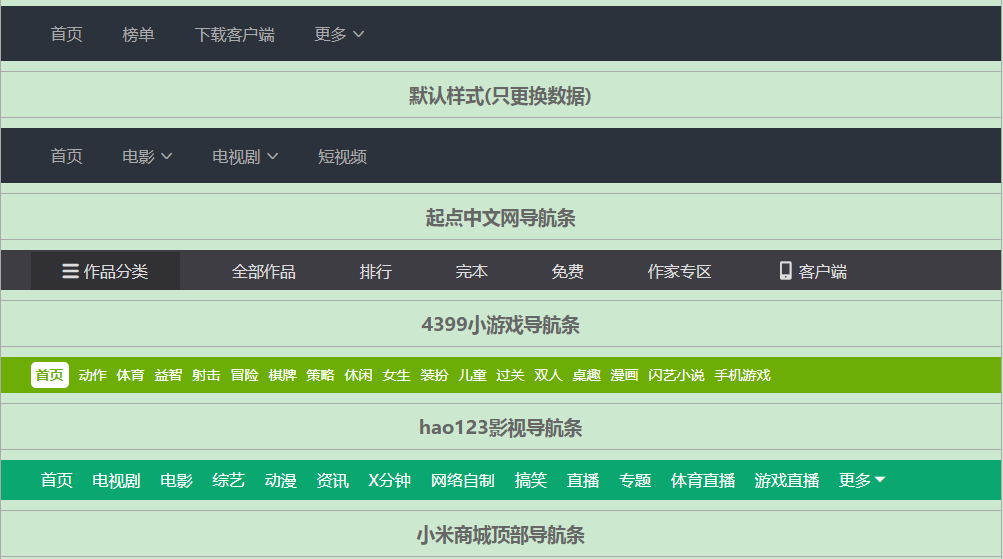 首页 榜单 下载客户端 更多
默认样式(只更换数据)
首页 电影 电视剧 短视频
起点中文网导航条
作品分类 全部作品 排行 完本 免费 作家专区 客户端
4399小游戏导航条
首页 动作 体育 益智 射击 冒险 棋牌 策略 休闲 女生 装扮 儿童 过关 双人 桌趣 漫画 闪艺小说 手机游戏
hao123影视导航条
首页 电视剧 电影 综艺 动漫 资讯 X分钟 网络自制 搞笑 直播 专题 体育直播 游戏直播 更多
小米商城顶部导航条